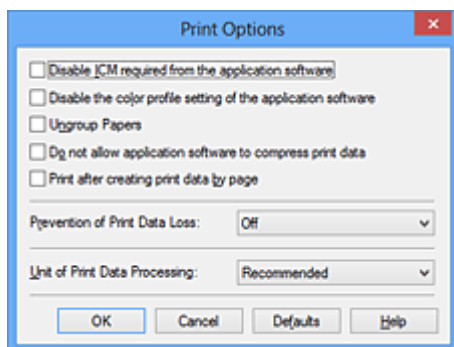 Print Options
Disable ICM required from the application software
Disable the color profile setting of the application software
Ungroup Papers
Do not allow application software to compress print data
Print after creating print data by page
Prevention of Print Data Loss: Off
Unit of Print Data Processing: Recommended
OK Cancel Defaults Help